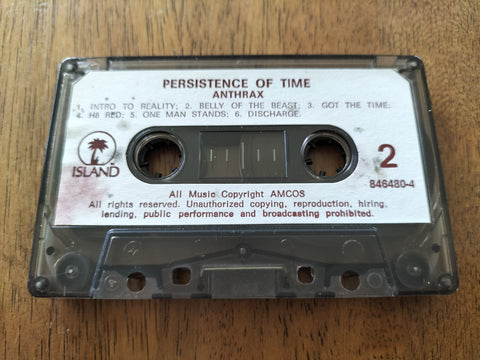 PERSISTENCE OF TIME
ANTHRAX
1. INTRO TO REALITY; 2. BELLY OF THE BEAST; 3. GOT THE TIME;
4. H8 RED; 5. ONE MAN STANDS; 6. DISCHARGE.
ISLAND
2
846480-4
All Music Copyright AMCOS
All rights reserved. Unauthorized copying, reproduction, hiring,
lending, public performance and broadcasting prohibited.